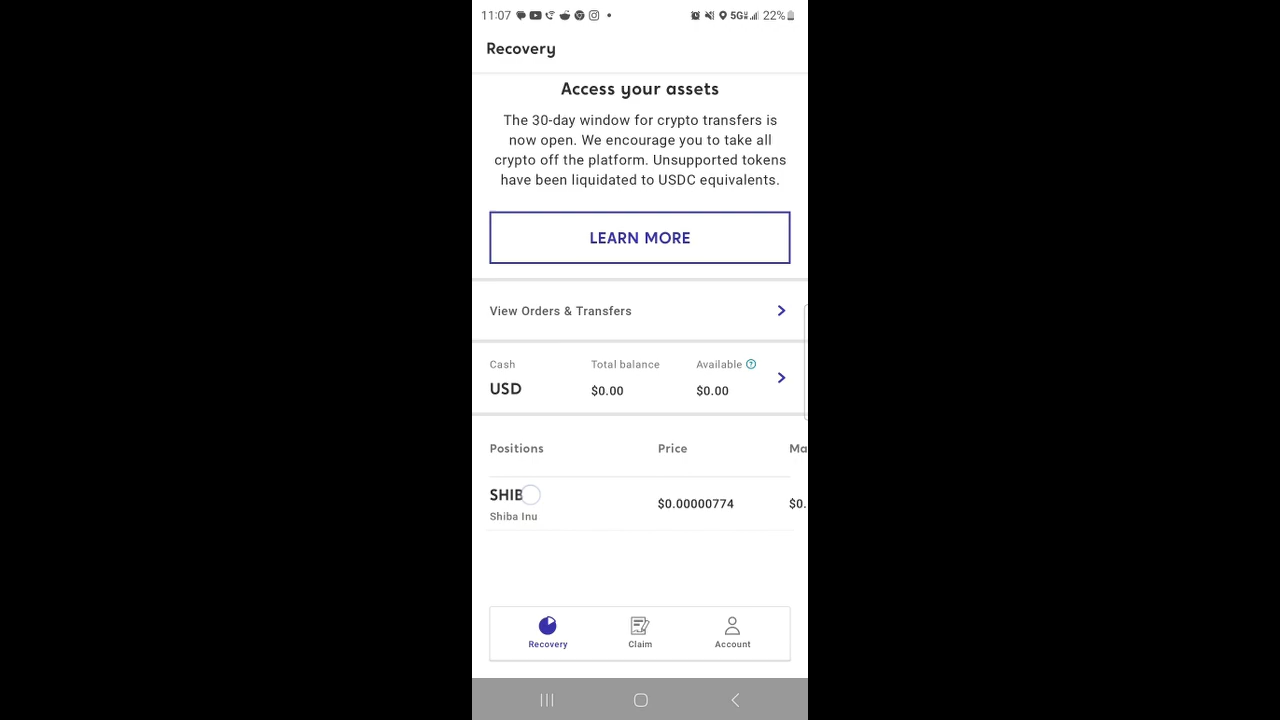 11:07 5G 22%
Recovery
Access your assets
The 30-day window for crypto transfers is
now open. We encourage you to take all
crypto off the platform. Unsupported tokens
have been liquidated to USDC equivalents.
LEARN MORE
View Orders & Transfers
Cash Total balance Available
USD $0.00 $0.00
Positions Price Ma
SHIB
Shiba Inu $0.00000774 $0.
Recovery Claim Account